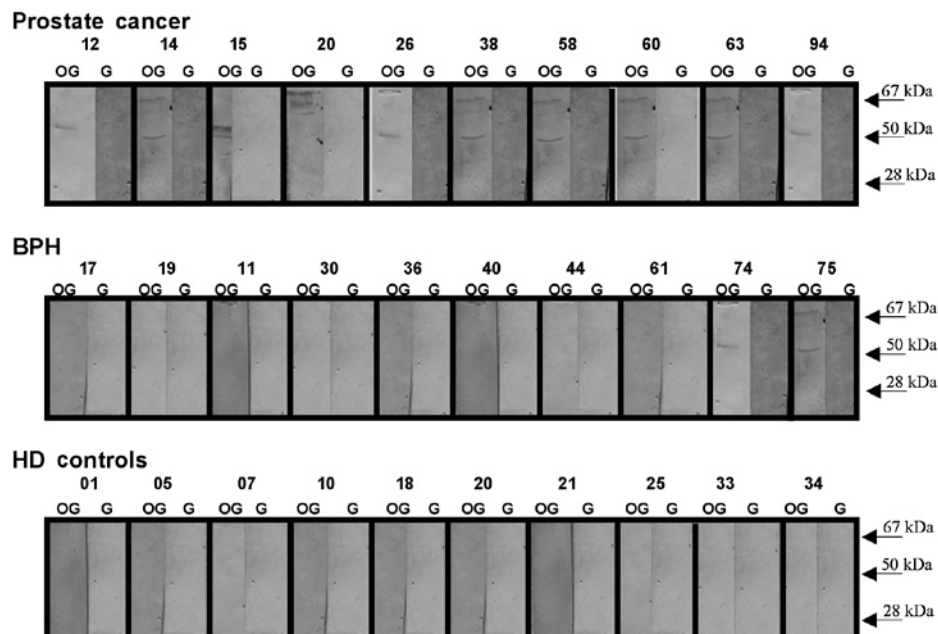 Prostate cancer
12 14 15 20 26 38 58 60 63 94
OG G OG G OG G OG G OG G OG G OG G OG G OG G OG G
67 kDa
50 kDa
28 kDa
BPH
17 19 11 30 36 40 44 61 74 75
OG G OG G OG G OG G OG G OG G OG G OG G OG G OG G
67 kDa
50 kDa
28 kDa
HD controls
01 05 07 10 18 20 21 25 33 34
OG G OG G OG G OG G OG G OG G OG G OG G OG G OG G
67 kDa
50 kDa
28 kDa